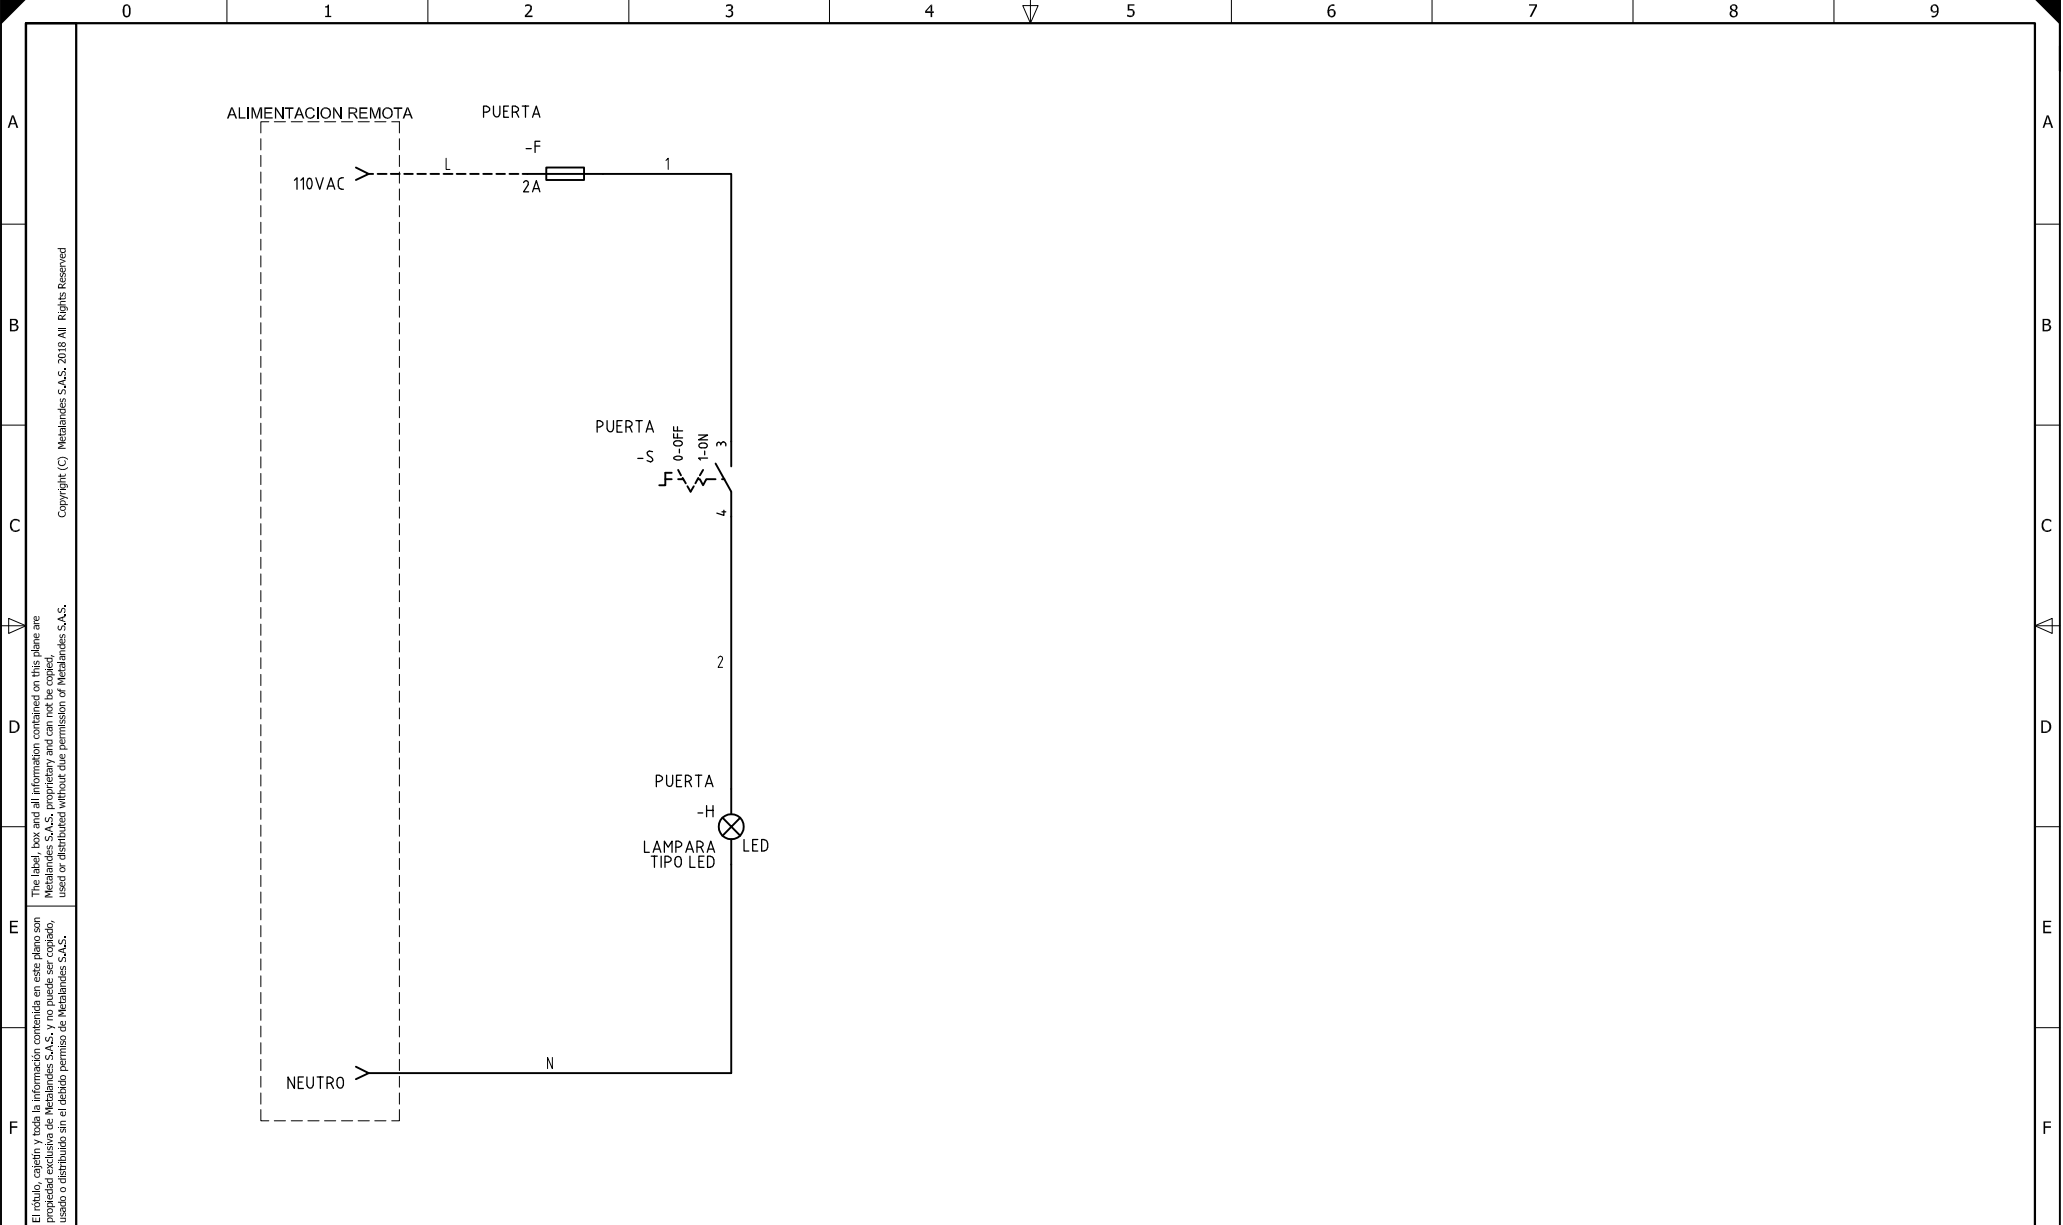 0 1 2 3 4 5 6 7 8 9
A
B
C
D
E
F
A
B
C
D
E
F
ALIMENTACION REMOTA
110VAC
L
PUERTA
-F
2A
1
PUERTA
-S
0-OFF
1-ON
3
4
2
PUERTA
-H
LAMPARA
TIPO LED
LED
N
NEUTRO
Copyright (C) Metalandes S.A.S. 2018 All Rights Reserved
The label, box and all information contained on this plane are
Metalandes S.A.S. proprietary and can not be copied,
used or distributed without due permission of Metalandes S.A.S.
El rótulo, cajetín y toda la información contenida en este plano son
propiedad exclusiva de Metalandes S.A.S. y no puede ser copiado,
usado o distribuido sin el debido permiso de Metalandes S.A.S.